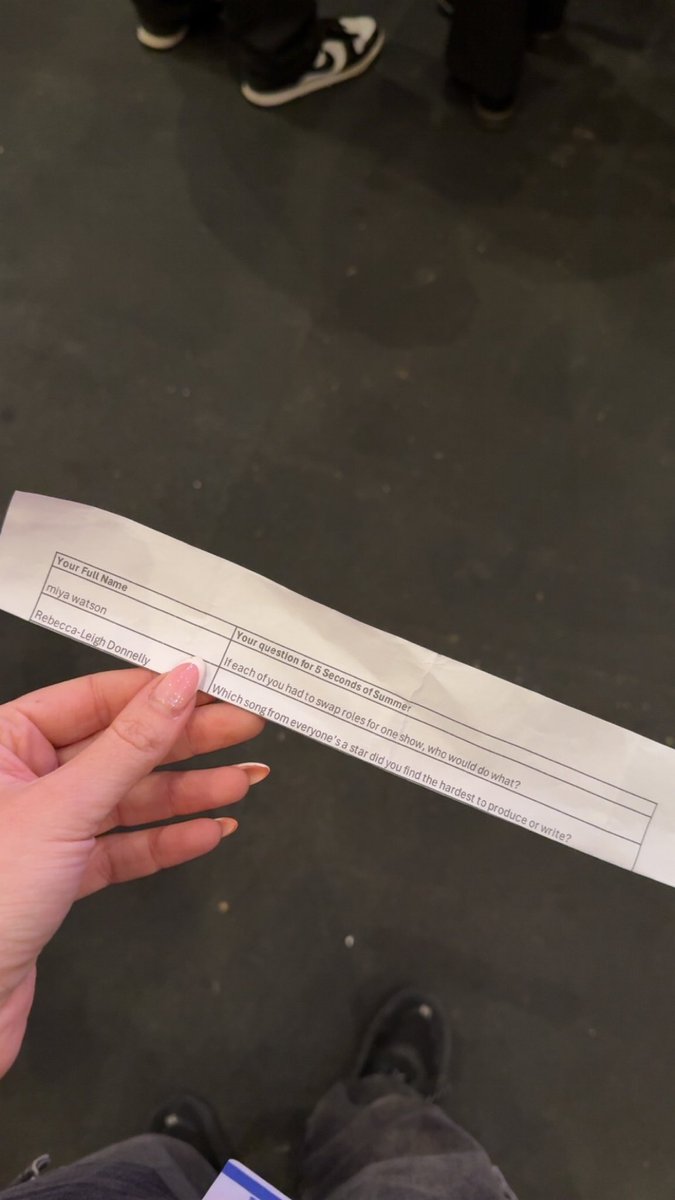 Your Full Name
Your question for 5 Seconds of Summer
miya watson
If each of you had to swap roles for one show, who would do what?
Rebecca-Leigh Donnelly
Which song from everyone's a star did you find the hardest to produce or write?